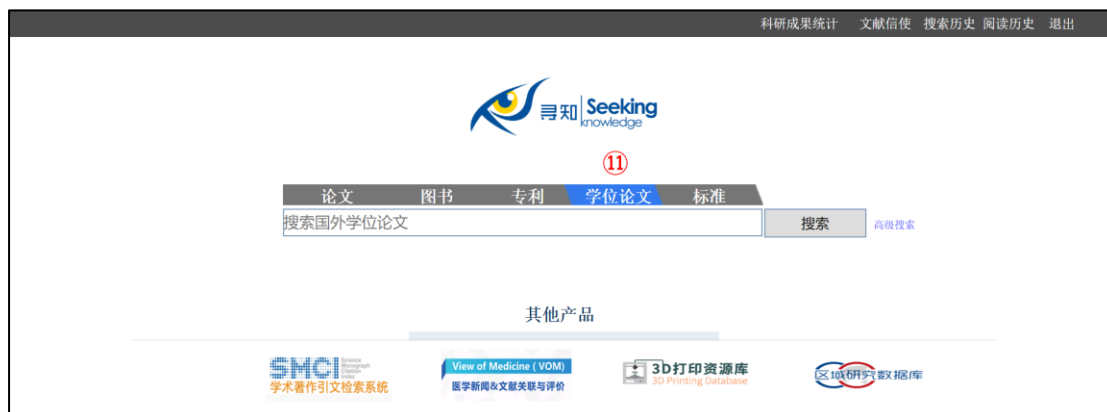 科研成果统计 文献信使 搜索历史 阅读历史 退出
寻知 Seeking
knowledge
⑪
论文 图书 专利 学位论文 标准
搜索国外学位论文 搜索 高级搜索
其他产品
SMCI Science Monograph Citation Index
学术著作引文检索系统
View of Medicine ( VOM)
医学新闻&文献关联与评价
3D打印资源库
3D Printing Database
区域研究数据库